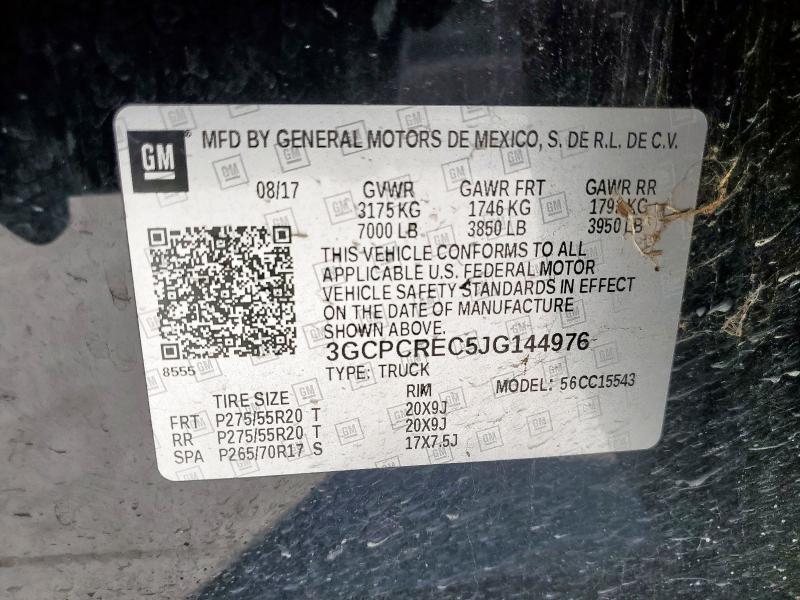 GM
MFD BY GENERAL MOTORS DE MEXICO, S. DE R.L. DE C.V.
08/17 GVWR GAWR FRT GAWR RR
3175 KG 1746 KG KG
7000 LB 3850 LB 3950 LB
THIS VEHICLE CONFORMS TO ALL
APPLICABLE U.S. FEDERAL MOTOR
VEHICLE SAFETY STANDARDS IN EFFECT
ON THE DATE OF MANUFACTURE
SHOWN ABOVE.
3GCPCREC5JG144976
8555
TYPE: TRUCK MODEL: 56CC15543
TIRE SIZE RIM
FRT P275/55R20 T 20X9J
RR P275/55R20 T 20X9J
SPA P265/70R17 S 17X7.5J